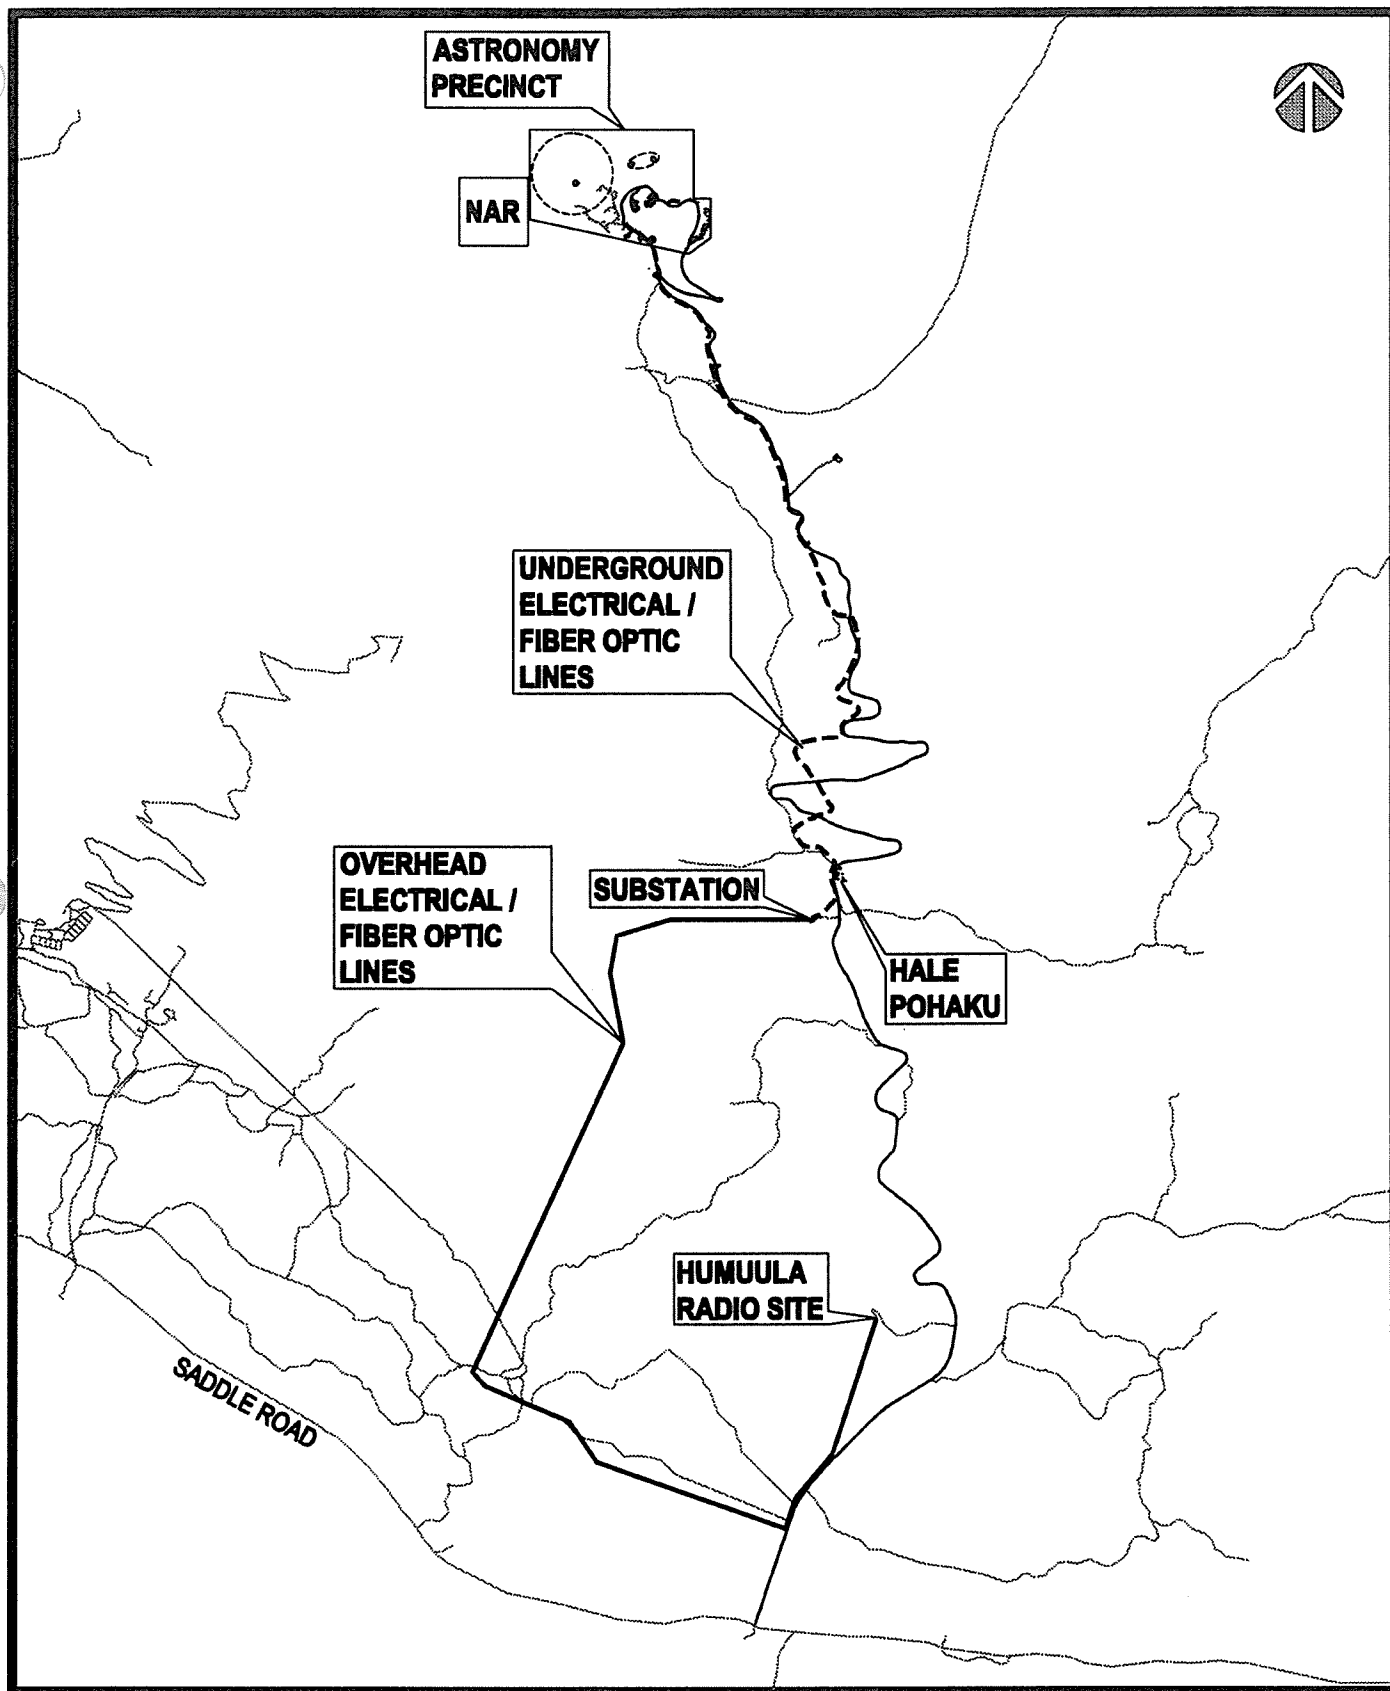 ASTRONOMY
PRECINCT
NAR
UNDERGROUND
ELECTRICAL /
FIBER OPTIC
LINES
OVERHEAD
ELECTRICAL /
FIBER OPTIC
LINES
SUBSTATION
HALE
POHAKU
HUMUULA
RADIO SITE
SADDLE ROAD